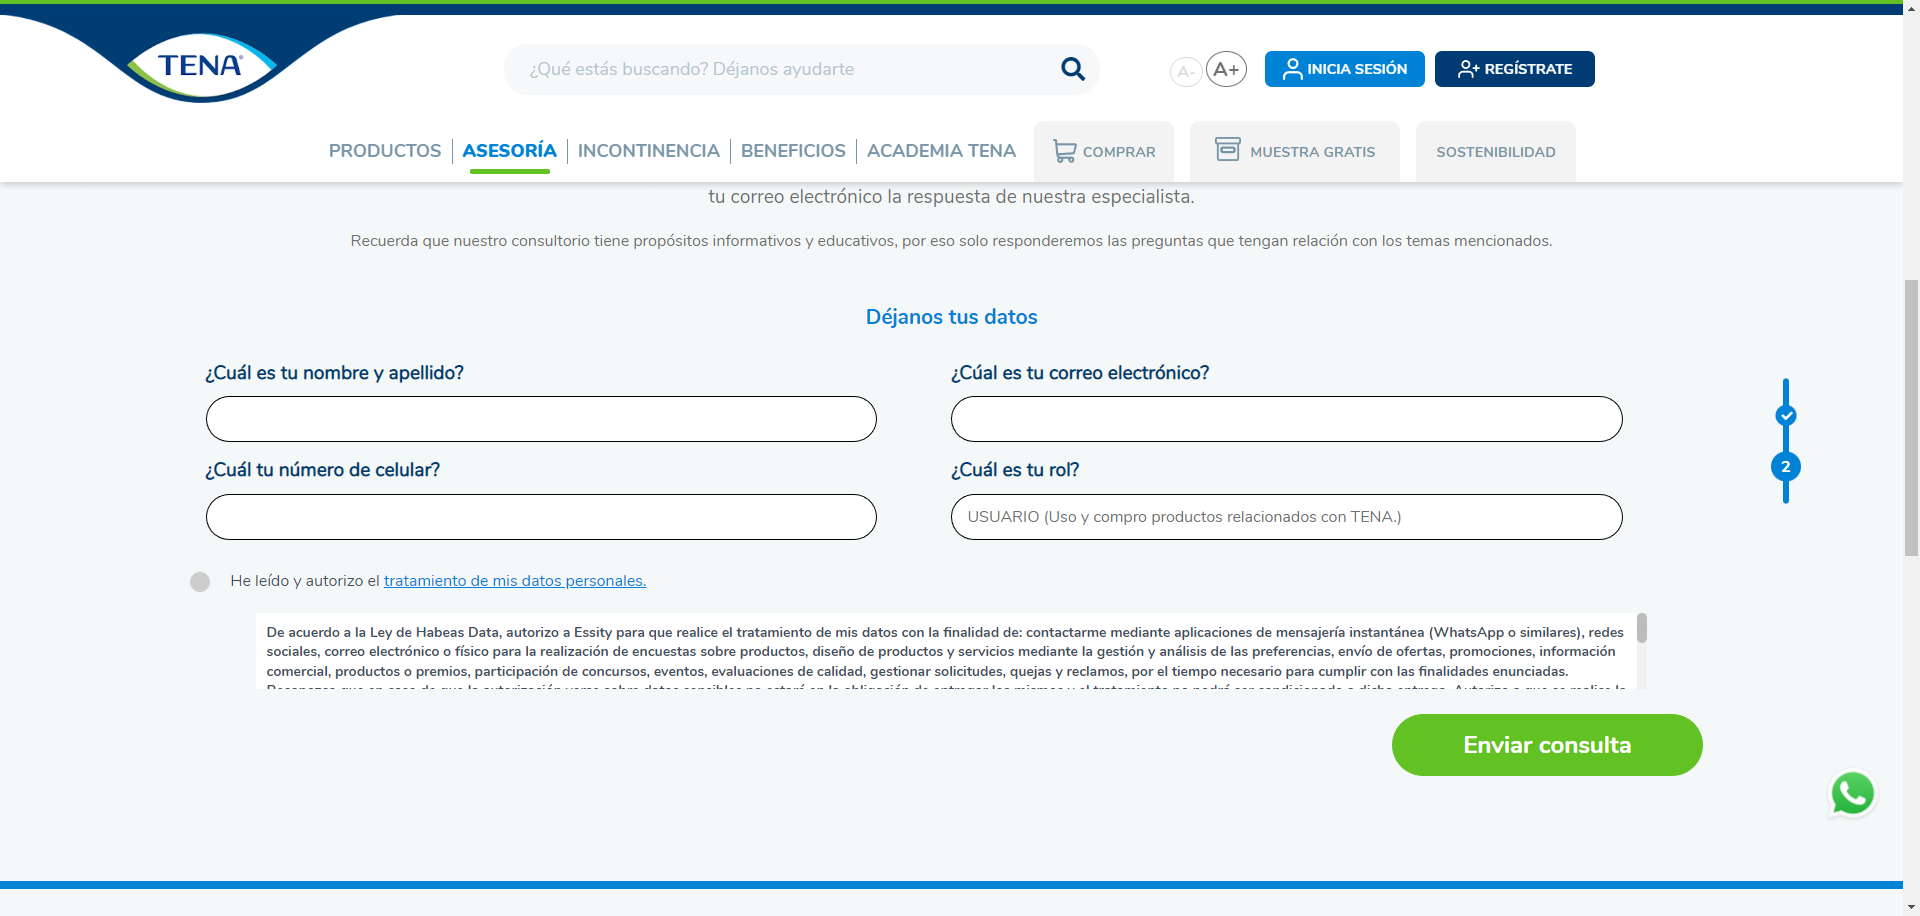 TENA®
¿Qué estás buscando? Déjanos ayudarte
A-
A+
INICIA SESIÓN
REGÍSTRATE
PRODUCTOS
ASESORÍA
INCONTINENCIA
BENEFICIOS
ACADEMIA TENA
COMPRAR
MUESTRA GRATIS
SOSTENIBILIDAD
tu correo electrónico la respuesta de nuestra especialista.
Recuerda que nuestro consultorio tiene propósitos informativos y educativos, por eso solo responderemos las preguntas que tengan relación con los temas mencionados.
Déjanos tus datos
¿Cuál es tu nombre y apellido?
¿Cúal es tu correo electrónico?
¿Cuál tu número de celular?
¿Cuál es tu rol?
USUARIO (Uso y compro productos relacionados con TENA.)
2
He leído y autorizo el tratamiento de mis datos personales.
De acuerdo a la Ley de Habeas Data, autorizo a Essity para que realice el tratamiento de mis datos con la finalidad de: contactarme mediante aplicaciones de mensajería instantánea (WhatsApp o similares), redes
sociales, correo electrónico o físico para la realización de encuestas sobre productos, diseño de productos y servicios mediante la gestión y análisis de las preferencias, envío de ofertas, promociones, información
comercial, productos o premios, participación de concursos, eventos, evaluaciones de calidad, gestionar solicitudes, quejas y reclamos, por el tiempo necesario para cumplir con las finalidades enunciadas.
Enviar consulta